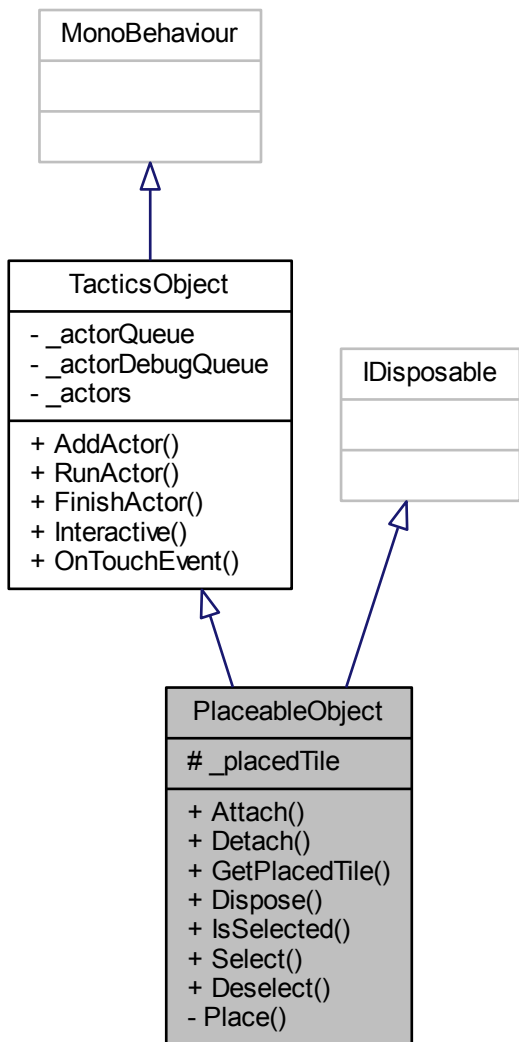 MonoBehaviour
TacticsObject
- _actorQueue
- _actorDebugQueue
- _actors
+ AddActor()
+ RunActor()
+ FinishActor()
+ Interactive()
+ OnTouchEvent()
IDisposable
PlaceableObject
# _placedTile
+ Attach()
+ Detach()
+ GetPlacedTile()
+ Dispose()
+ IsSelected()
+ Select()
+ Deselect()
- Place()